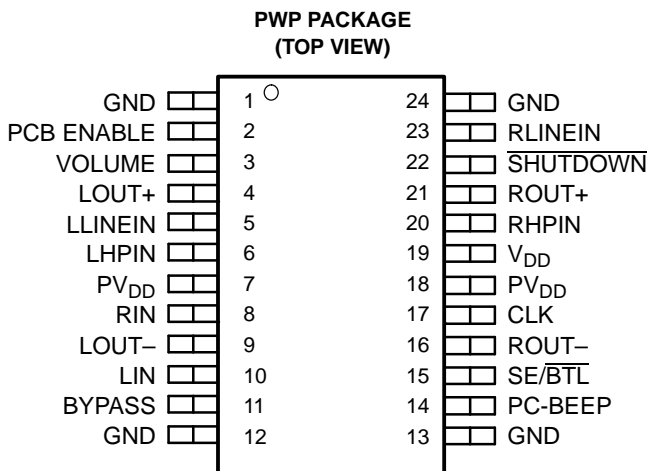 PWP PACKAGE
(TOP VIEW)
GND 1 24 GND
PCB ENABLE 2 23 RLINEIN
VOLUME 3 22 SHUTDOWN
LOUT+ 4 21 ROUT+
LLINEIN 5 20 RHPIN
LHPIN 6 19 VDD
PVDD 7 18 PVDD
RIN 8 17 CLK
LOUT– 9 16 ROUT–
LIN 10 15 SE/BTL
BYPASS 11 14 PC-BEEP
GND 12 13 GND